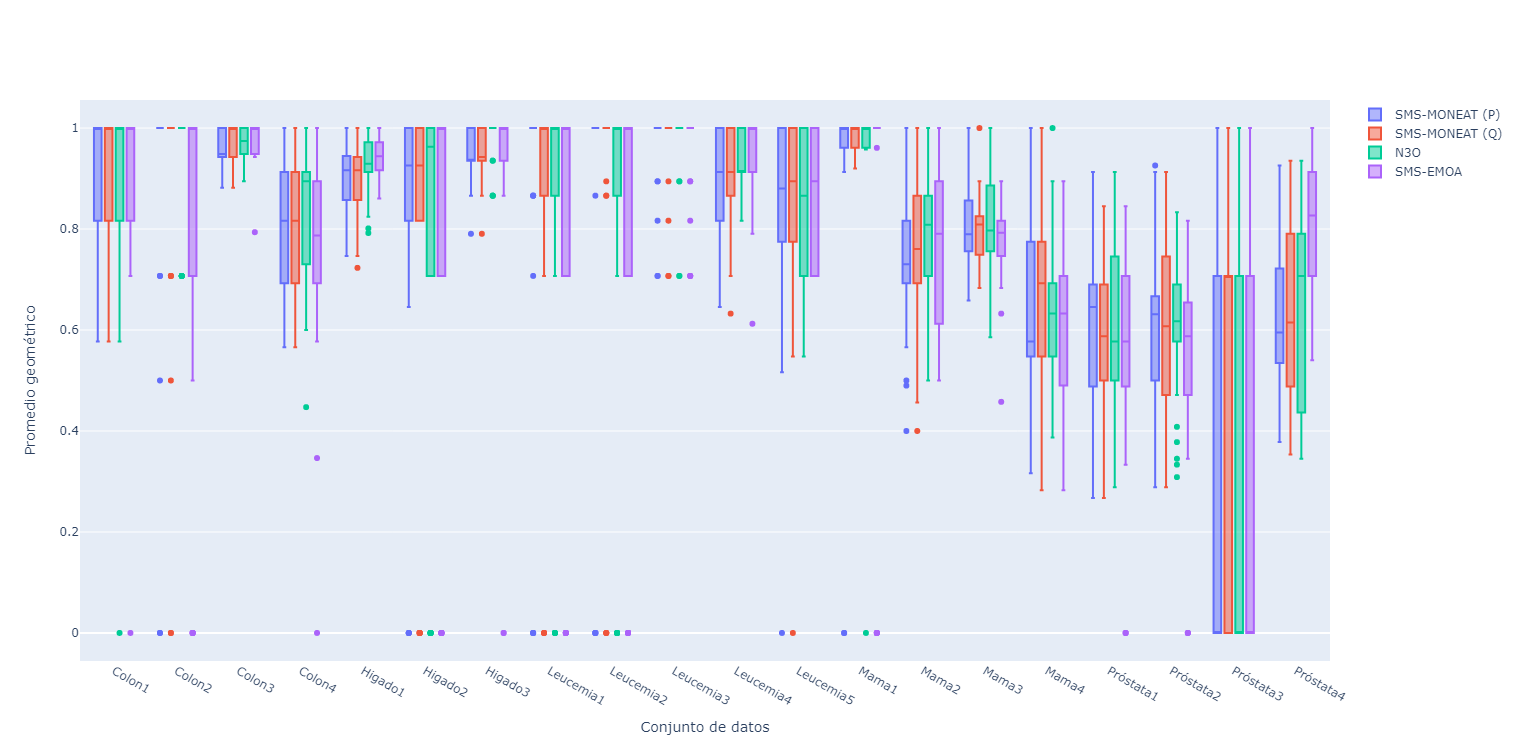 SMS-MONEAT (P)
SMS-MONEAT (Q)
N3O
SMS-EMOA
1
0.8
0.6
0.4
0.2
0
Promedio geométrico
Colon1
Colon2
Colon3
Colon4
Higado1
Higado2
Higado3
Leucemia1
Leucemia2
Leucemia3
Leucemia4
Leucemia5
Mama1
Mama2
Mama3
Mama4
Próstata1
Próstata2
Próstata3
Próstata4
Conjunto de datos